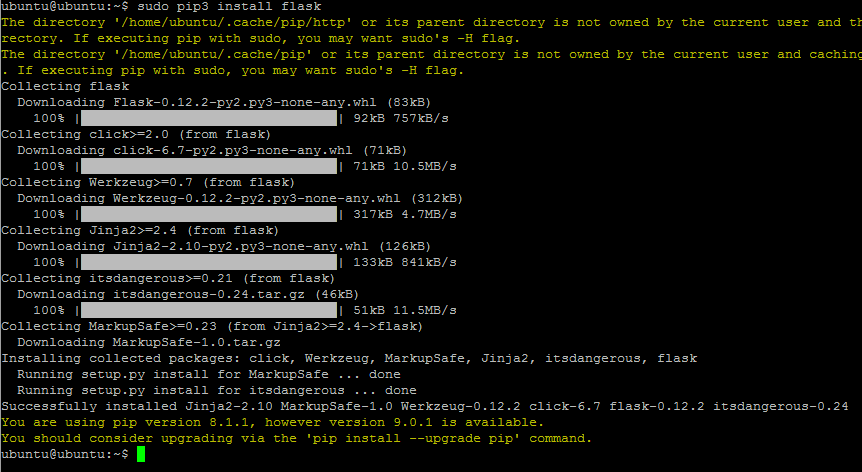 ubuntu@ubuntu:~$ sudo pip3 install flask
The directory '/home/ubuntu/.cache/pip/http' or its parent directory is not owned by the current user and th
rectory. If executing pip with sudo, you may want sudo's -H flag.
The directory '/home/ubuntu/.cache/pip' or its parent directory is not owned by the current user and caching
. If executing pip with sudo, you may want sudo's -H flag.
Collecting flask
  Downloading Flask-0.12.2-py2.py3-none-any.whl (83kB)
    100% |████████████████████████████████| 92kB 757kB/s
Collecting click>=2.0 (from flask)
  Downloading click-6.7-py2.py3-none-any.whl (71kB)
    100% |████████████████████████████████| 71kB 10.5MB/s
Collecting Werkzeug>=0.7 (from flask)
  Downloading Werkzeug-0.12.2-py2.py3-none-any.whl (312kB)
    100% |████████████████████████████████| 317kB 4.7MB/s
Collecting Jinja2>=2.4 (from flask)
  Downloading Jinja2-2.10-py2.py3-none-any.whl (126kB)
    100% |████████████████████████████████| 133kB 841kB/s
Collecting itsdangerous>=0.21 (from flask)
  Downloading itsdangerous-0.24.tar.gz (46kB)
    100% |████████████████████████████████| 51kB 11.5MB/s
Collecting MarkupSafe>=0.23 (from Jinja2>=2.4->flask)
  Downloading MarkupSafe-1.0.tar.gz
Installing collected packages: click, Werkzeug, MarkupSafe, Jinja2, itsdangerous, flask
  Running setup.py install for MarkupSafe ... done
  Running setup.py install for itsdangerous ... done
Successfully installed Jinja2-2.10 MarkupSafe-1.0 Werkzeug-0.12.2 click-6.7 flask-0.12.2 itsdangerous-0.24
You are using pip version 8.1.1, however version 9.0.1 is available.
You should consider upgrading via the 'pip install --upgrade pip' command.
ubuntu@ubuntu:~$